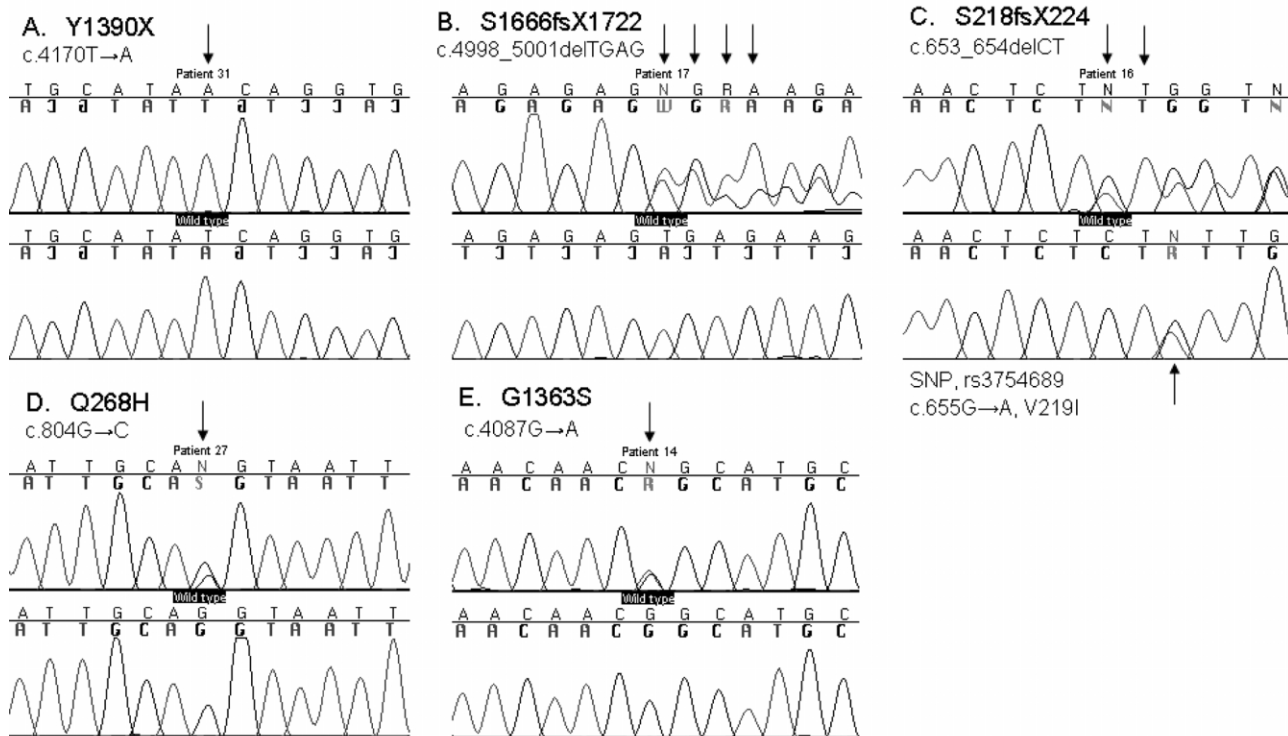 A. Y1390X
c.4170T→A
Patient 31
T G C A T A A C A G G T G
A C G T A T T G T C C A C
Wild type
T G C A T A T C A G G T G
A C G T A T A G T C C A C
B. S1666fsX1722
c.4998_5001delTGAG
Patient 17
A G A G A G N G R A A G A
A G A G A G W G R A A G A
Wild type
A G A G A G T G A G A A G
T C T C T C A C T C T T C
C. S218fsX224
c.653_654delCT
Patient 16
A A C T C T N T G G T N
A A C T C T N T G G T N
Wild type
A A C T C T C T N T T G
A A C T C T C T R T T G
SNP, rs3754689
c.655G→A, V219I
D. Q268H
c.804G→C
Patient 27
A T T G C A N G T A A T T
A T T G C A S G T A A T T
Wild type
A T T G C A G G T A A T T
A T T G C A G G T A A T T
E. G1363S
c.4087G→A
Patient 14
A A C A A C N G C A T G C
A A C A A C R G C A T G C
Wild type
A A C A A C G G C A T G C
A A C A A C G G C A T G C